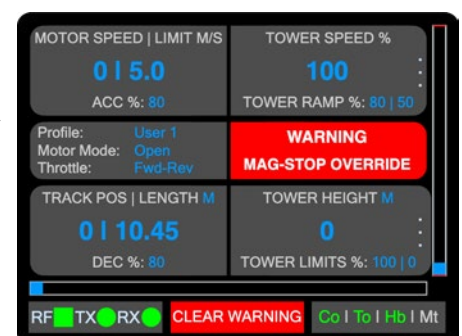 MOTOR SPEED | LIMIT M/S
0 | 5.0
ACC %: 80
TOWER SPEED %
100
TOWER RAMP %: 80 | 50
Profile: User 1
Motor Mode: Open
Throttle: Fwd-Rev
WARNING
MAG-STOP OVERRIDE
TRACK POS | LENGTH M
0 | 10.45
DEC %: 80
TOWER HEIGHT M
0
TOWER LIMITS %: 100 | 0
RF TX RX
CLEAR WARNING
Co | To | Hb | Mt